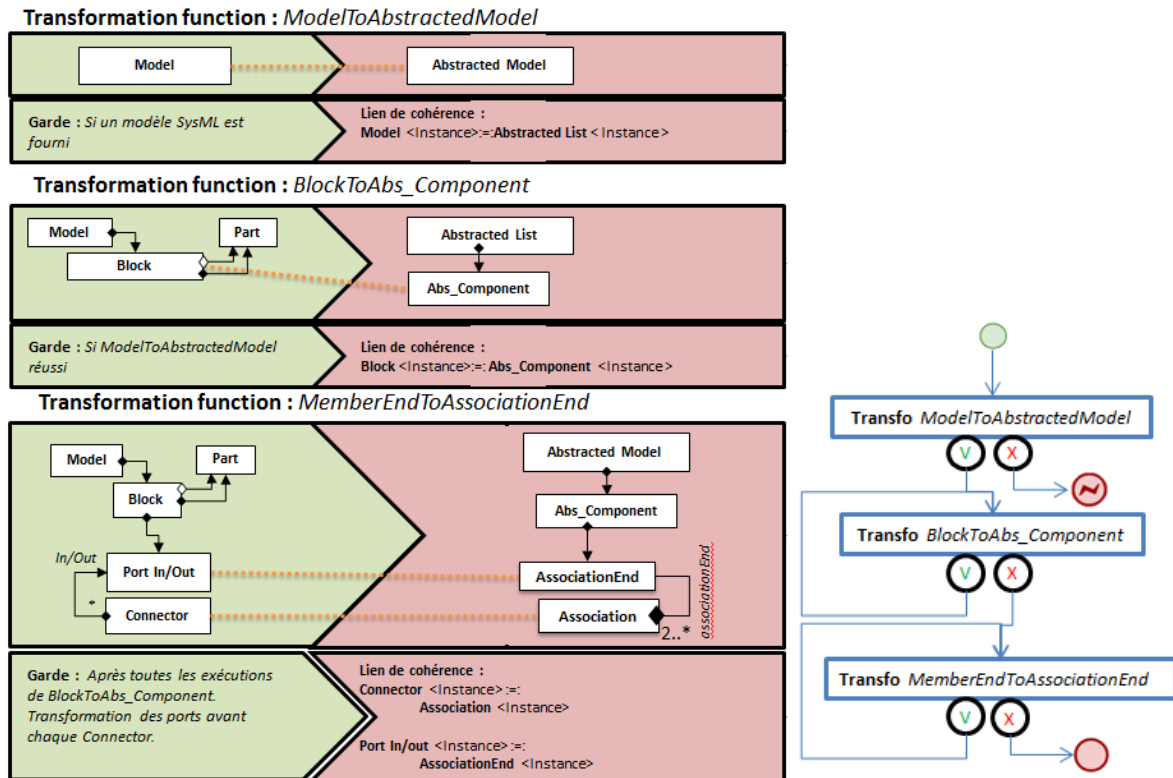 Transformation function : ModelToAbstractedModel
Model
Abstracted Model
Garde : Si un modèle SysML est
fourni
Lien de cohérence :
Model <Instance>:=:Abstracted List < Instance >
Transformation function : BlockToAbs_Component
Model
Part
Block
Abstracted List
Abs_Component
Garde : Si ModelToAbstractedModel
réussi
Lien de cohérence :
Block <Instance>:=: Abs_Component <Instance>
Transformation function : MemberEndToAssociationEnd
Model
Part
Block
In/Out
Port In/Out
*
Connector
Abstracted Model
Abs_Component
AssociationEnd
Association
2..*
associationEnd
Garde : Après toutes les exécutions
de BlockToAbs_Component.
Transformation des ports avant
chaque Connector.
Lien de cohérence :
Connector <Instance> :=:
Association <Instance>
Port In/out <Instance> :=:
AssociationEnd <Instance>
Transfo ModelToAbstractedModel
V X
Transfo BlockToAbs_Component
V X
Transfo MemberEndToAssociationEnd
V X